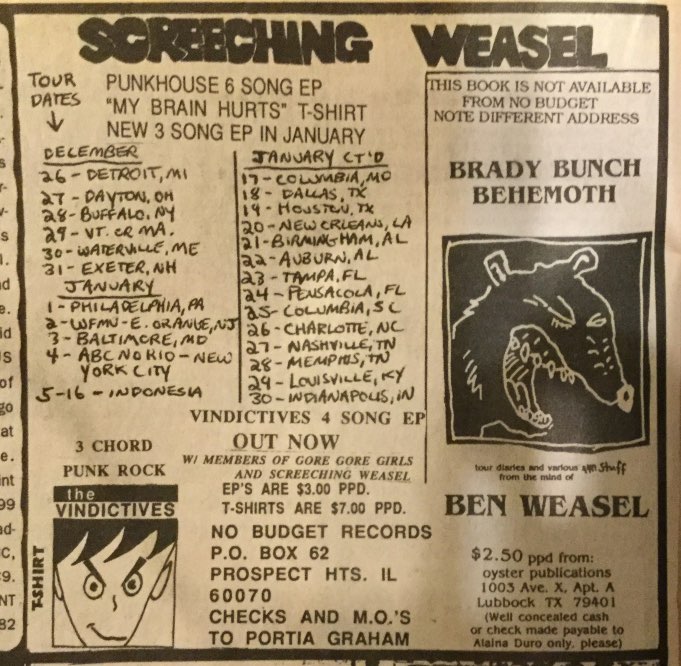 SCREECHING WEASEL
TOUR
DATES
PUNKHOUSE 6 SONG EP
"MY BRAIN HURTS" T-SHIRT
NEW 3 SONG EP IN JANUARY
DECEMBER
26 - DETROIT, MI
27 - DAYTON, OH
28 - BUFFALO, NY
29 - VT. OR MA.
30 - WATERVILLE, ME
31 - EXETER, NH
JANUARY
1 - PHILADELPHIA, PA
2 - WFMN - E. ORANGE, NJ
3 - BALTIMORE, MD
4 - ABC NO RIO - NEW
YORK CITY
5-16 - INDONESIA
JANUARY CT'D
17 - COLUMBIA, MO
18 - DALLAS, TX
19 - HOUSTON, TX
20 - NEW ORLEANS, LA
21 - BIRMINGHAM, AL
22 - AUBURN, AL
23 - TAMPA, FL
24 - PENSACOLA, FL
25 - COLUMBIA, SC
26 - CHARLOTTE, NC
27 - NASHVILLE, TN
28 - MEMPHIS, TN
29 - LOUISVILLE, KY
30 - INDIANAPOLIS, IN
VINDICTIVES 4 SONG EP
OUT NOW
W/ MEMBERS OF GORE GORE GIRLS
AND SCREECHING WEASEL
EP'S ARE $3.00 PPD.
T-SHIRTS ARE $7.00 PPD.
3 CHORD
PUNK ROCK
the
VINDICTIVES
T-SHIRT
NO BUDGET RECORDS
P.O. BOX 62
PROSPECT HTS. IL
60070
CHECKS AND M.O.'S
TO PORTIA GRAHAM
THIS BOOK IS NOT AVAILABLE
FROM NO BUDGET
NOTE DIFFERENT ADDRESS
BRADY BUNCH
BEHEMOTH
tour diaries and various stuff
from the mind of
BEN WEASEL
$2.50 ppd from:
oyster publications
1003 Ave. X, Apt. A
Lubbock TX 79401
(Well concealed cash
or check made payable to
Alaina Duro only, please)